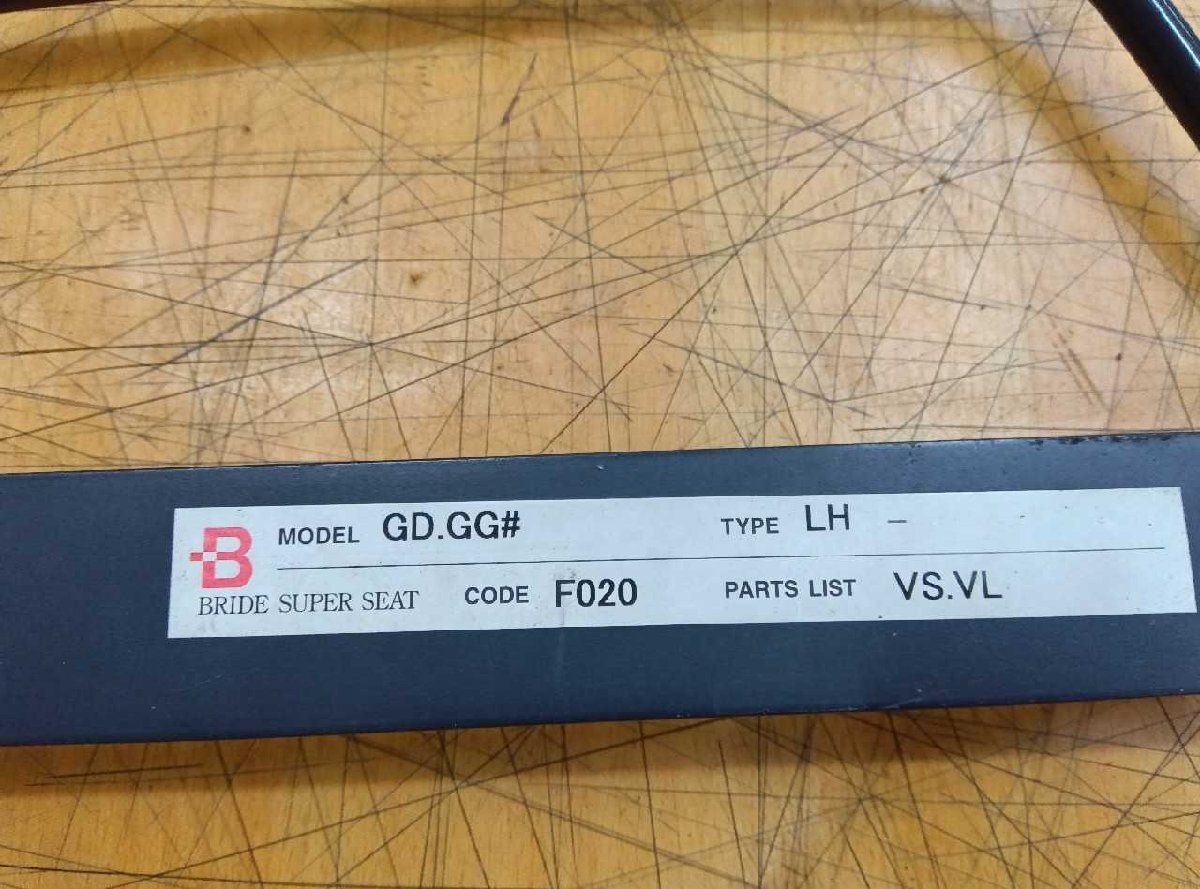 B MODEL GD.GG# TYPE LH –
BRIDE SUPER SEAT CODE F020 PARTS LIST VS.VL